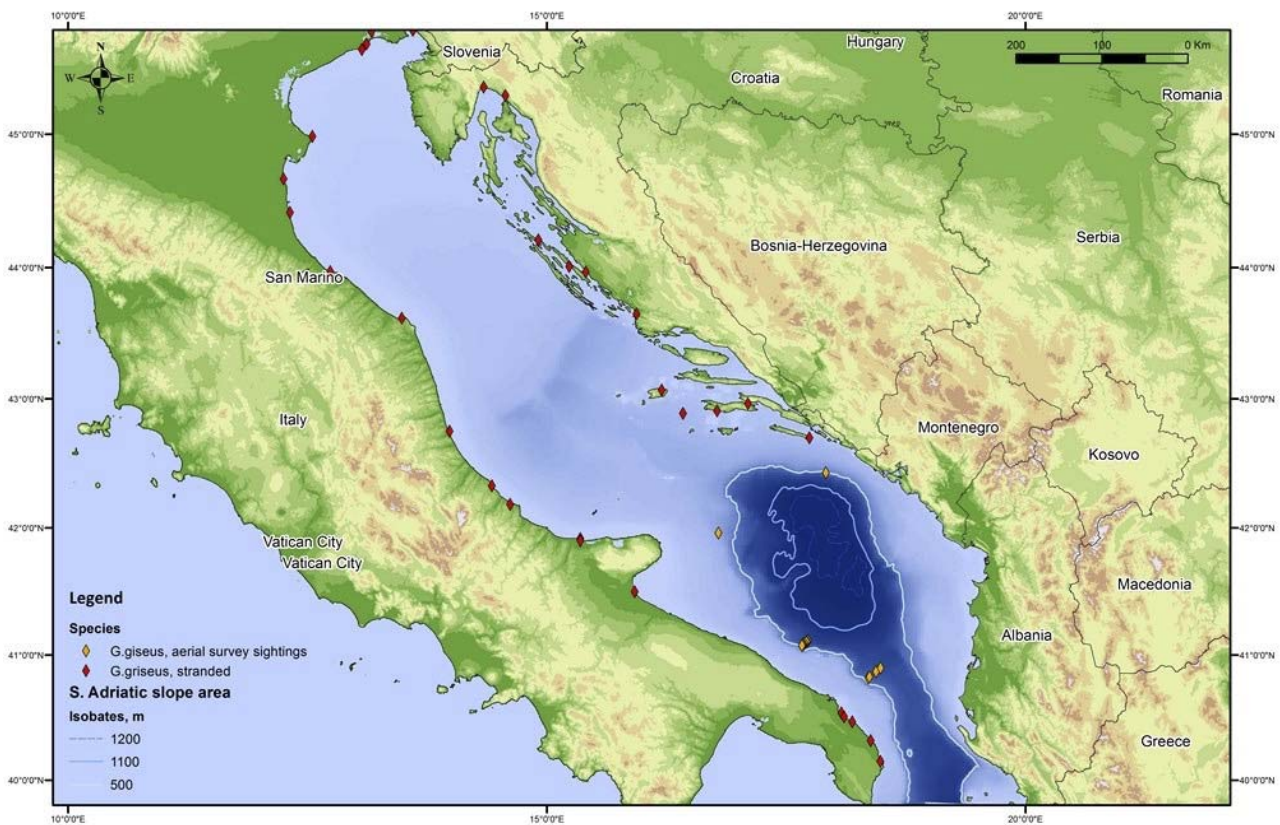 10°0'0"E 15°0'0"E 20°0'0"E
N
W E
S
Slovenia
Hungary
200 100 0 Km
Croatia
Romania
45°0'0"N 45°0'0"N
Bosnia-Herzegovina
Serbia
44°0'0"N 44°0'0"N
San Marino
43°0'0"N 43°0'0"N
Italy
Montenegro
Kosovo
42°0'0"N 42°0'0"N
Vatican City
Vatican City
Macedonia
Legend
Species
G.giseus, aerial survey sightings
G.griseus, stranded
Albania
41°0'0"N 41°0'0"N
S. Adriatic slope area
Isobates, m
1200
1100
500
Greece
40°0'0"N 40°0'0"N
10°0'0"E 15°0'0"E 20°0'0"E